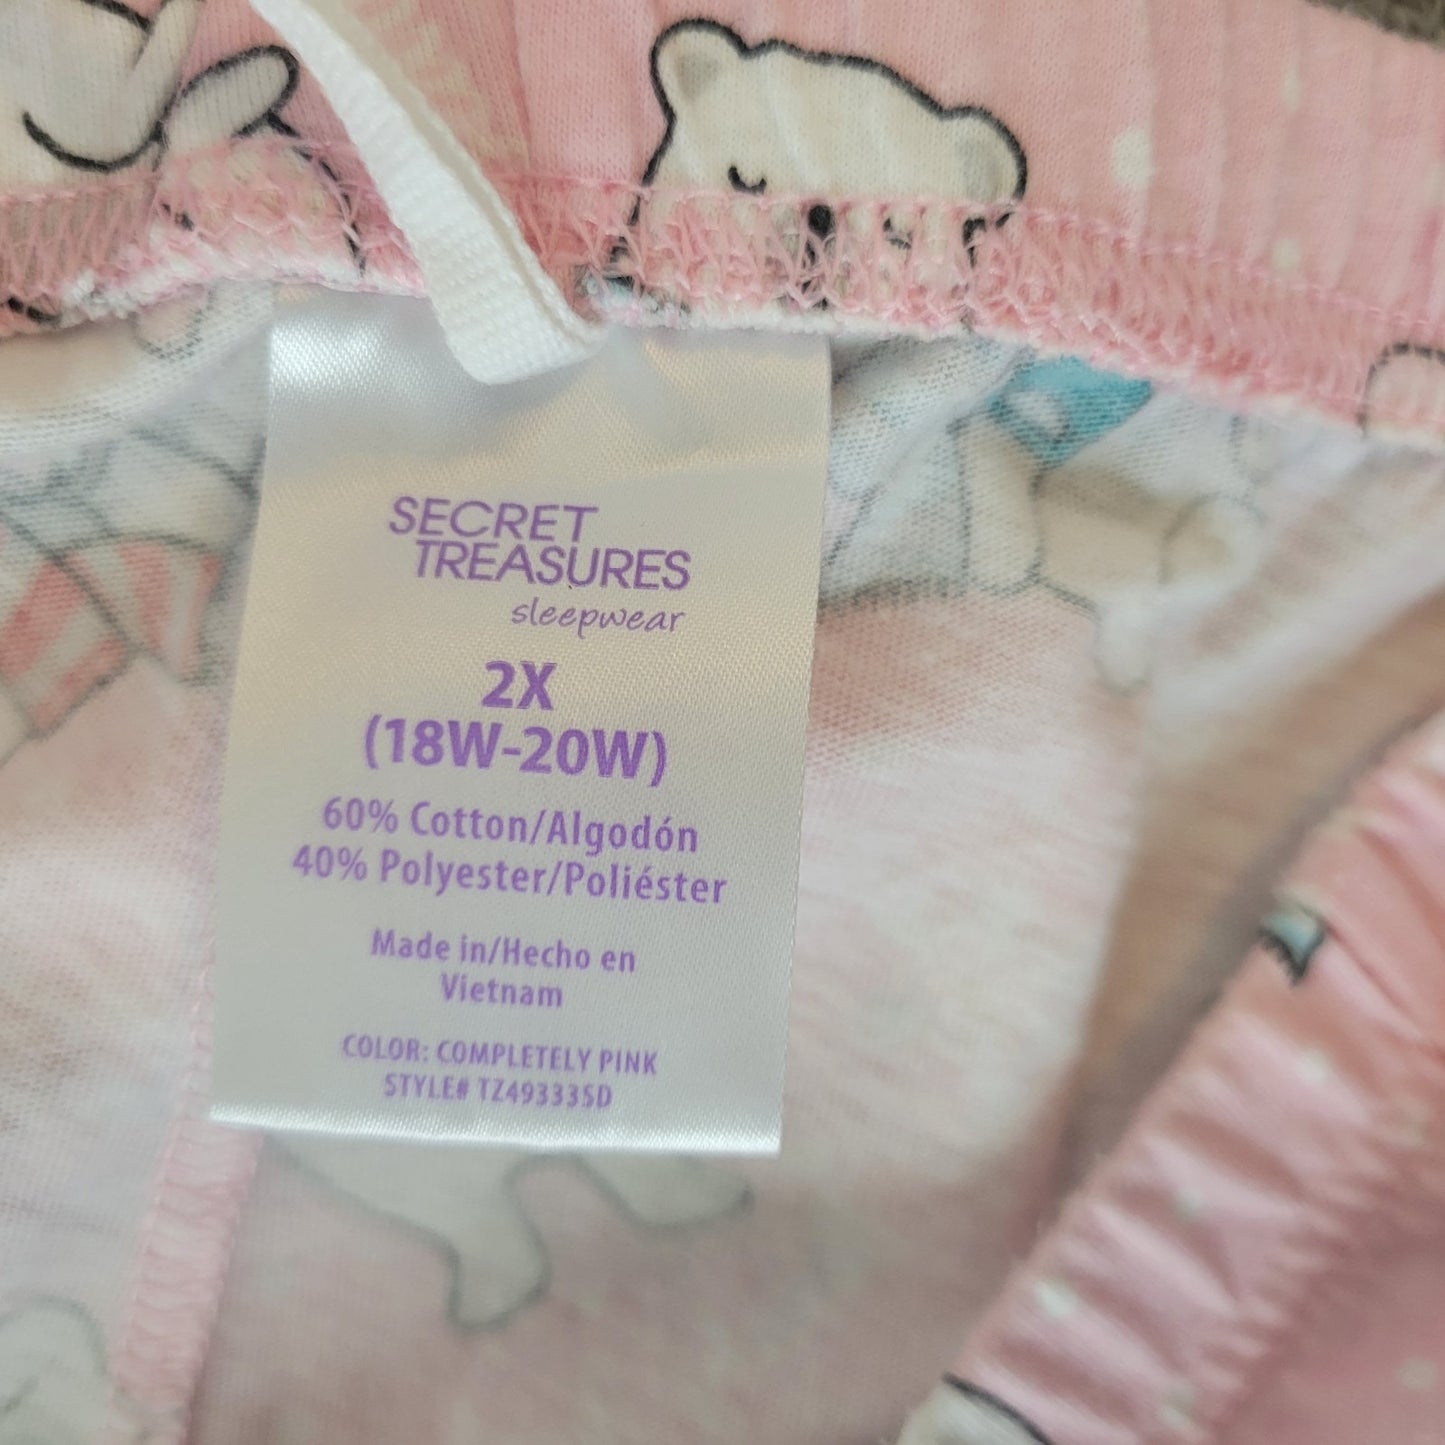 SECRET
TREASURES
sleepwear
2X
(18W-20W)
60% Cotton/Algodón
40% Polyester/Poliéster
Made in/Hecho en
Vietnam
COLOR: COMPLETELY PINK
STYLE# TZ49333SD